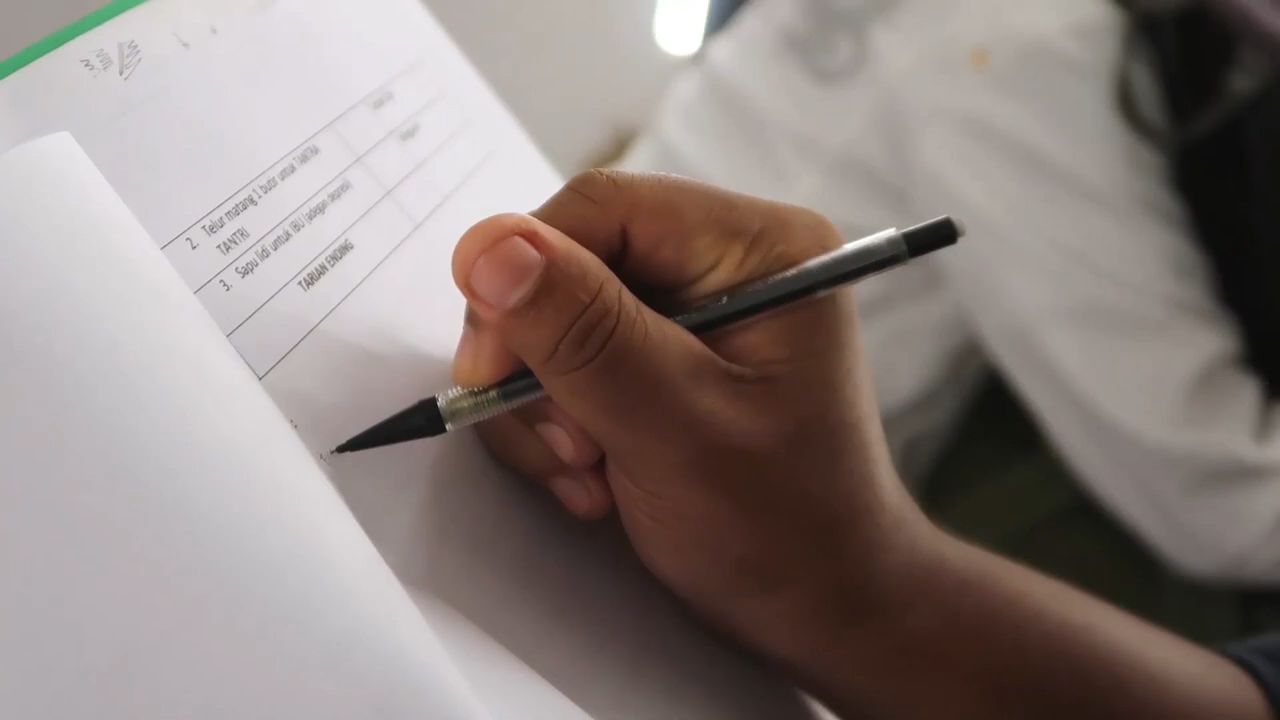 2. Telur matang 1 butir untuk TANTRA
TANTRI
3. Sapu lidi untuk IBU (adegan depresi)
TARIAN ENDING